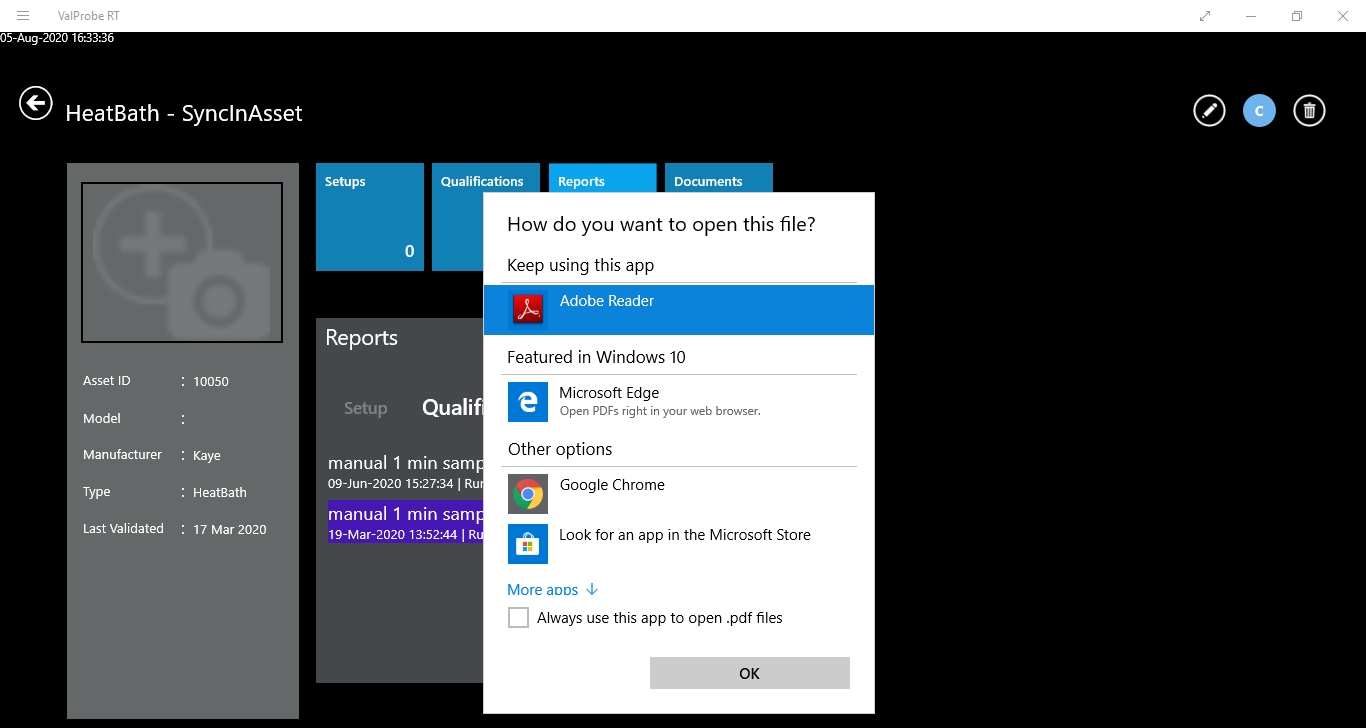 ValProbe RT
05-Aug-2020 16:33:36
HeatBath - SyncInAsset
C
Setups
0
Qualifications
Reports
Documents
Asset ID : 10050
Model :
Manufacturer : Kaye
Type : HeatBath
Last Validated : 17 Mar 2020
Reports
Setup
Qualifi
manual 1 min samp
09-Jun-2020 15:27:34 | Run
manual 1 min samp
19-Mar-2020 13:52:44 | Ru
How do you want to open this file?
Keep using this app
Adobe Reader
Featured in Windows 10
Microsoft Edge
Open PDFs right in your web browser.
Other options
Google Chrome
Look for an app in the Microsoft Store
More apps
Always use this app to open .pdf files
OK